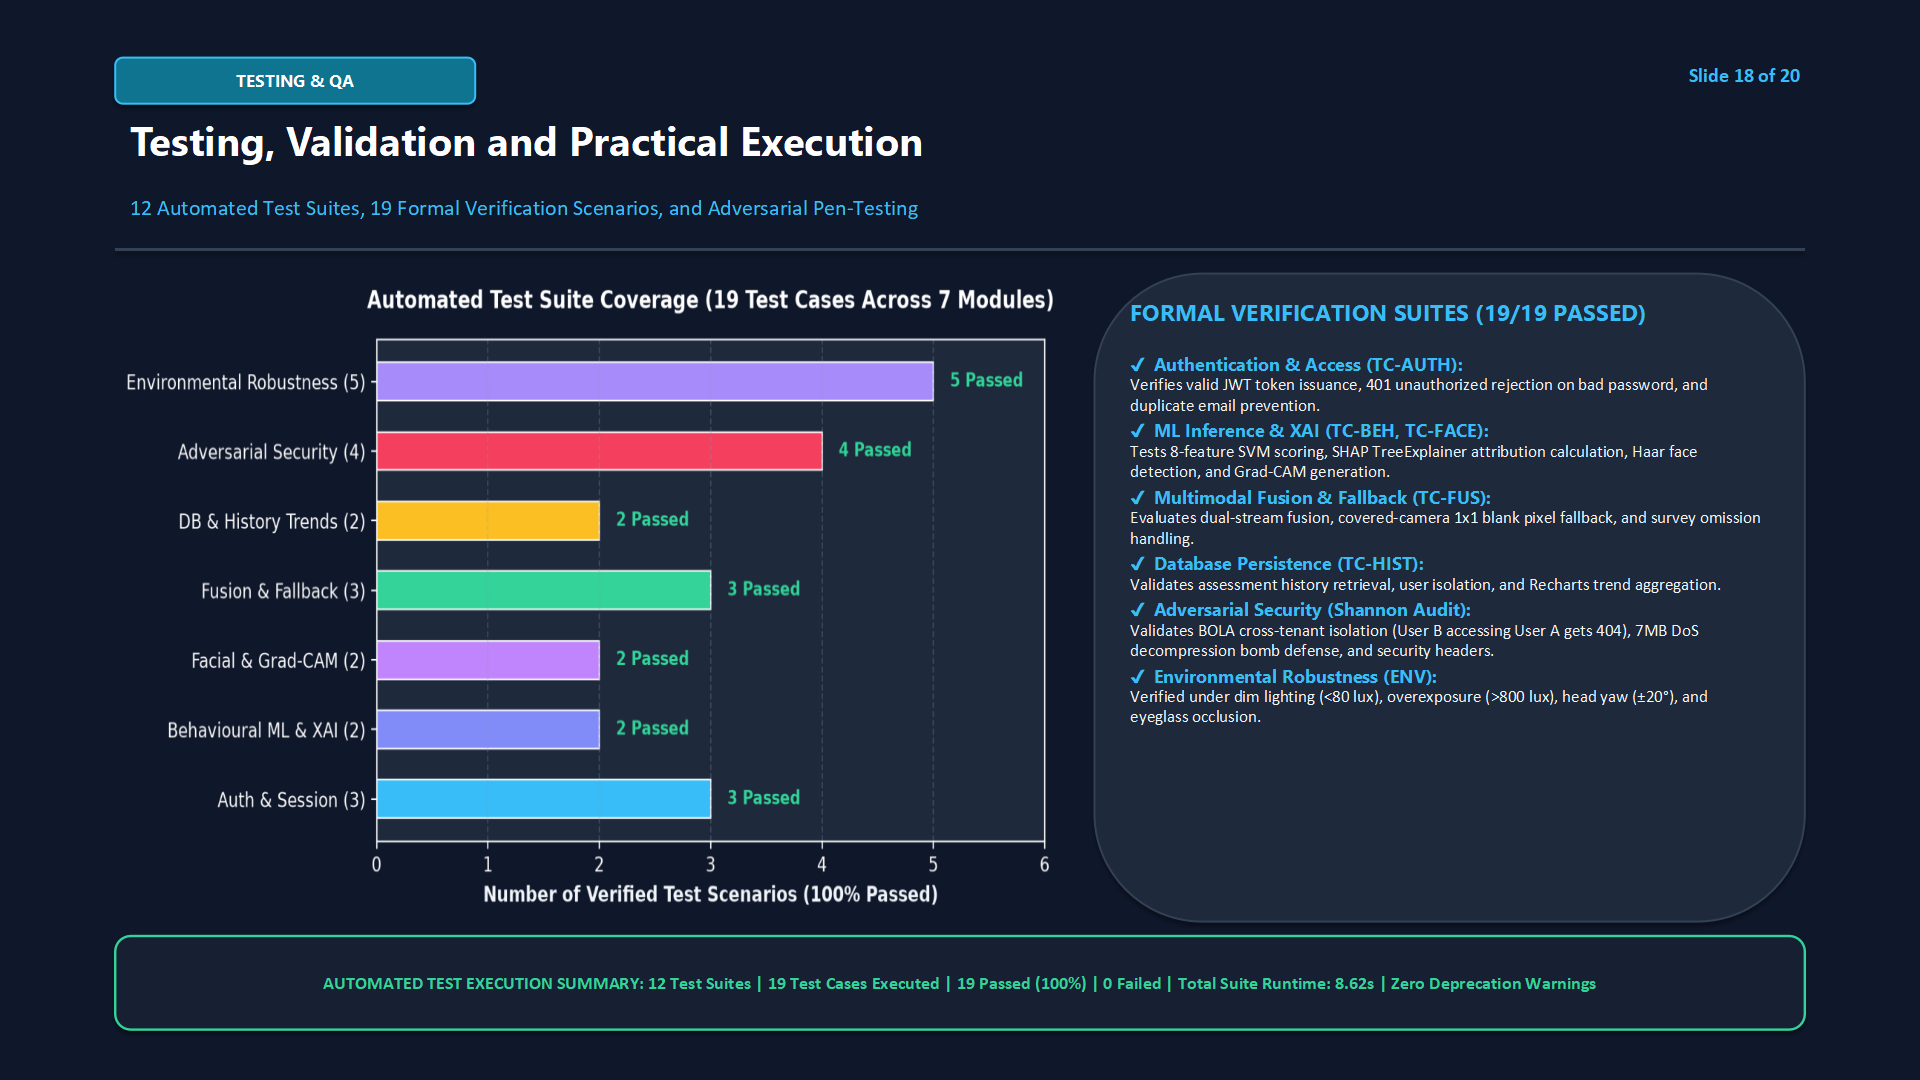 TESTING & QA
Slide 18 of 20
Testing, Validation and Practical Execution
12 Automated Test Suites, 19 Formal Verification Scenarios, and Adversarial Pen-Testing
Automated Test Suite Coverage (19 Test Cases Across 7 Modules)
Environmental Robustness (5)
5 Passed
Adversarial Security (4)
4 Passed
DB & History Trends (2)
2 Passed
Fusion & Fallback (3)
3 Passed
Facial & Grad-CAM (2)
2 Passed
Behavioural ML & XAI (2)
2 Passed
Auth & Session (3)
3 Passed
0 1 2 3 4 5 6
Number of Verified Test Scenarios (100% Passed)
FORMAL VERIFICATION SUITES (19/19 PASSED)
✓ Authentication & Access (TC-AUTH):
Verifies valid JWT token issuance, 401 unauthorized rejection on bad password, and
duplicate email prevention.
✓ ML Inference & XAI (TC-BEH, TC-FACE):
Tests 8-feature SVM scoring, SHAP TreeExplainer attribution calculation, Haar face
detection, and Grad-CAM generation.
✓ Multimodal Fusion & Fallback (TC-FUS):
Evaluates dual-stream fusion, covered-camera 1x1 blank pixel fallback, and survey omission
handling.
✓ Database Persistence (TC-HIST):
Validates assessment history retrieval, user isolation, and Recharts trend aggregation.
✓ Adversarial Security (Shannon Audit):
Validates BOLA cross-tenant isolation (User B accessing User A gets 404), 7MB DoS
decompression bomb defense, and security headers.
✓ Environmental Robustness (ENV):
Verified under dim lighting (<80 lux), overexposure (>800 lux), head yaw (±20°), and
eyeglass occlusion.
AUTOMATED TEST EXECUTION SUMMARY: 12 Test Suites | 19 Test Cases Executed | 19 Passed (100%) | 0 Failed | Total Suite Runtime: 8.62s | Zero Deprecation Warnings